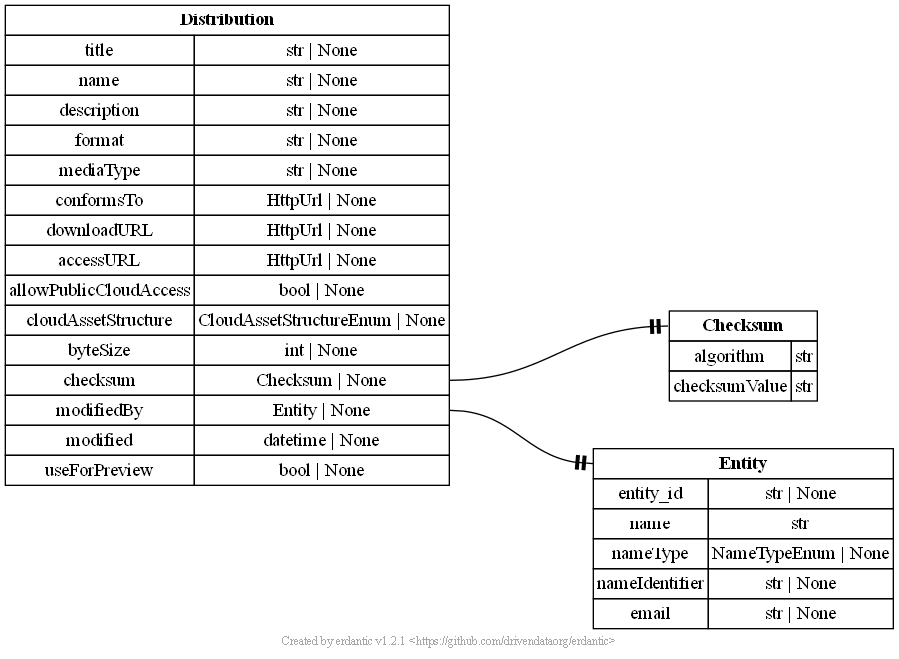 Distribution
title str | None
name str | None
description str | None
format str | None
mediaType str | None
conformsTo HttpUrl | None
downloadURL HttpUrl | None
accessURL HttpUrl | None
allowPublicCloudAccess bool | None
cloudAssetStructure CloudAssetStructureEnum | None
byteSize int | None
checksum Checksum | None
modifiedBy Entity | None
modified datetime | None
useForPreview bool | None
Checksum
algorithm str
checksumValue str
Entity
entity_id str | None
name str
nameType NameTypeEnum | None
nameIdentifier str | None
email str | None
Created by erdantic v1.2.1 <https://github.com/drivendataorg/erdantic>